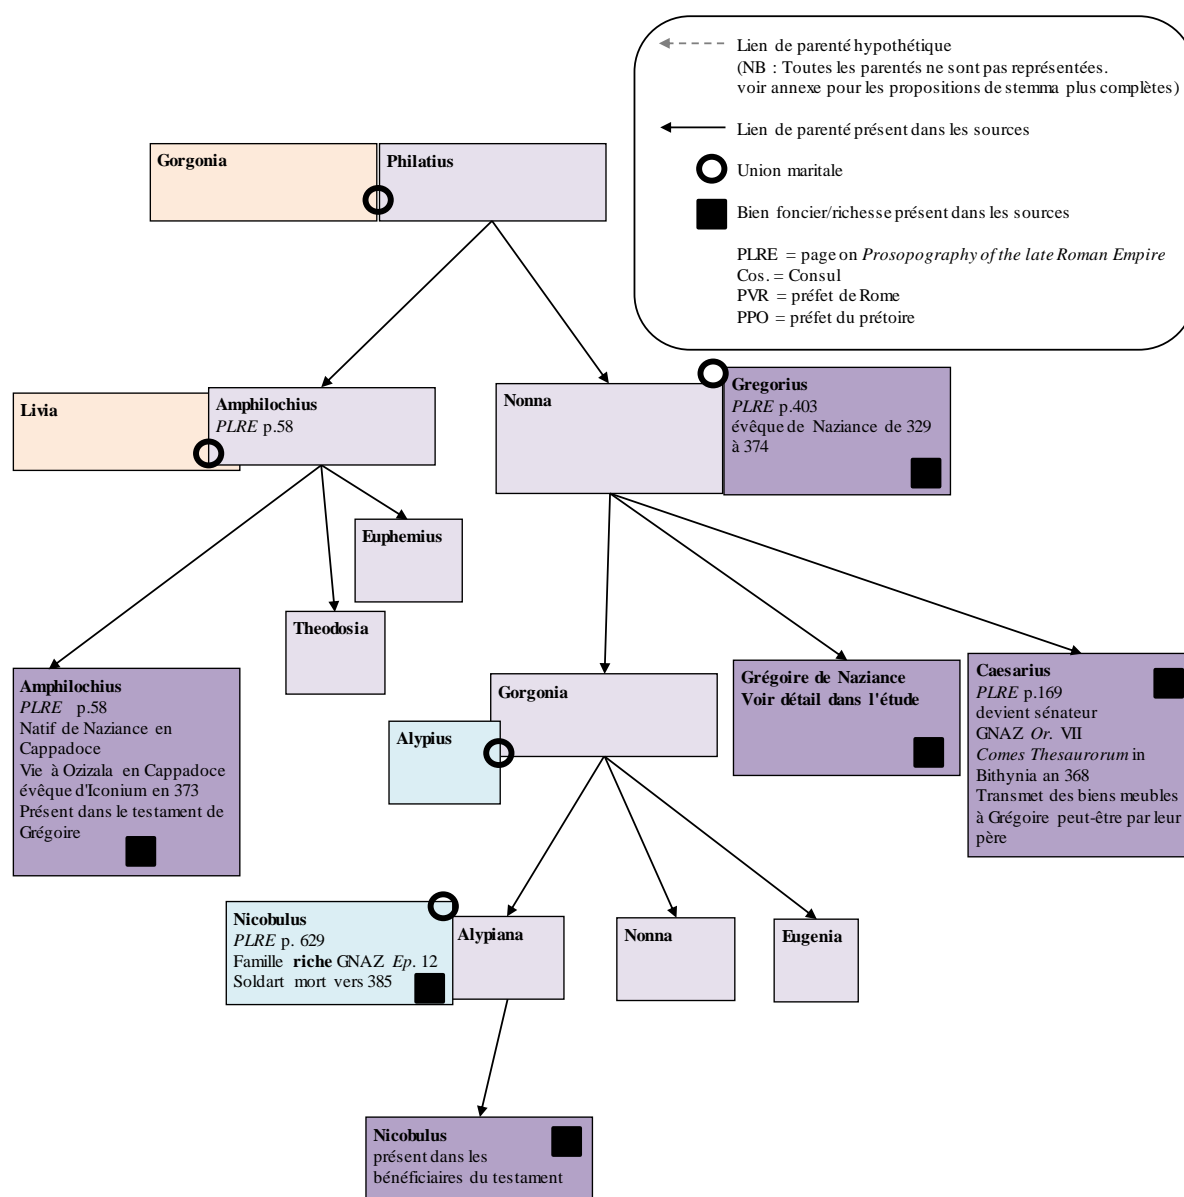 Lien de parenté hypothétique
(NB : Toutes les parentés ne sont pas représentées.
voir annexe pour les propositions de stemma plus complètes)
Lien de parenté présent dans les sources
Union maritale
Bien foncier/richesse présent dans les sources
PLRE = page on Prosopography of the late Roman Empire
Cos. = Consul
PVR = préfet de Rome
PPO = préfet du prétoire
Gorgonia
Philatius
Livia
Amphilochius
PLRE p.58
Nonna
Gregorius
PLRE p.403
évêque de Naziance de 329
à 374
Euphemius
Theodosia
Amphilochius
PLRE p.58
Natif de Naziance en
Cappadoce
Vie à Ozizala en Cappadoce
évêque d'Iconium en 373
Présent dans le testament de
Grégoire
Gorgonia
Alypius
Grégoire de Naziance
Voir détail dans l'étude
Caesarius
PLRE p.169
devient sénateur
GNAZ Or. VII
Comes Thesaurorum in
Bithynia an 368
Transmet des biens meubles
à Grégoire peut-être par leur
père
Nicobulus
PLRE p. 629
Famille riche GNAZ Ep. 12
Soldart mort vers 385
Alypiana
Nonna
Eugenia
Nicobulus
présent dans les
bénéficiaires du testament